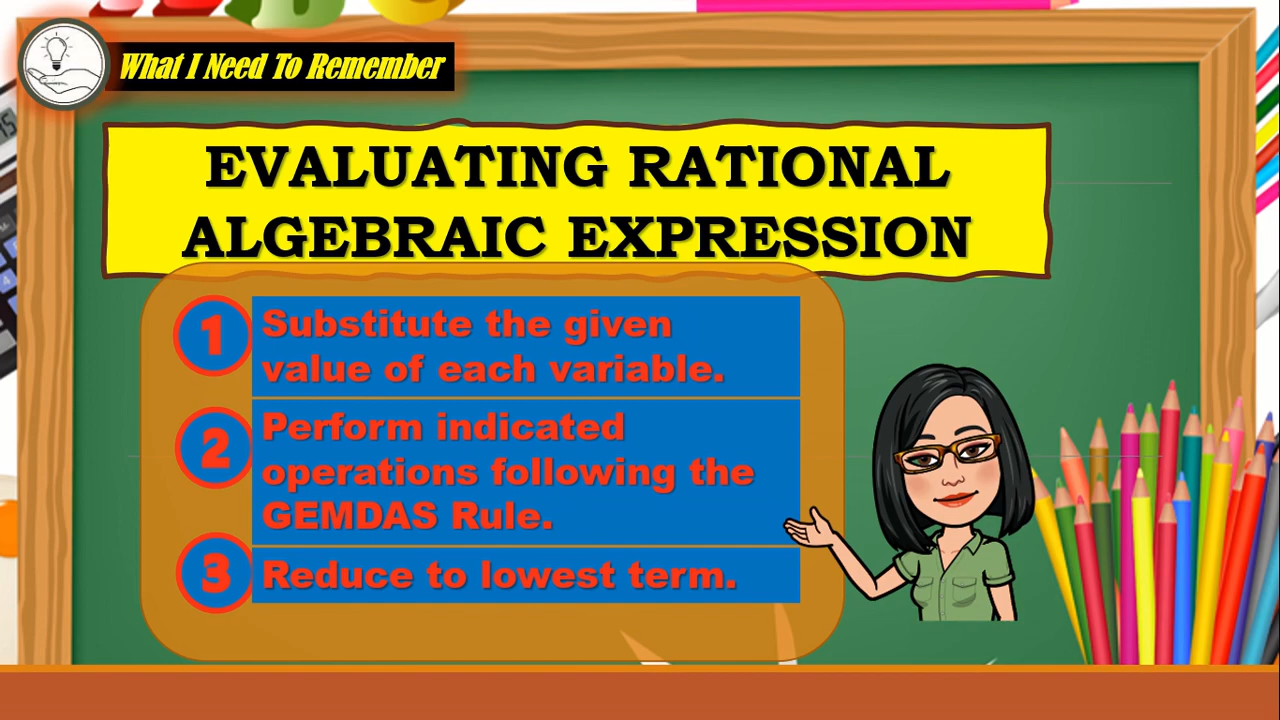 What I Need To Remember
EVALUATING RATIONAL
ALGEBRAIC EXPRESSION
1
Substitute the given
value of each variable.
2
Perform indicated
operations following the
GEMDAS Rule.
3
Reduce to lowest term.